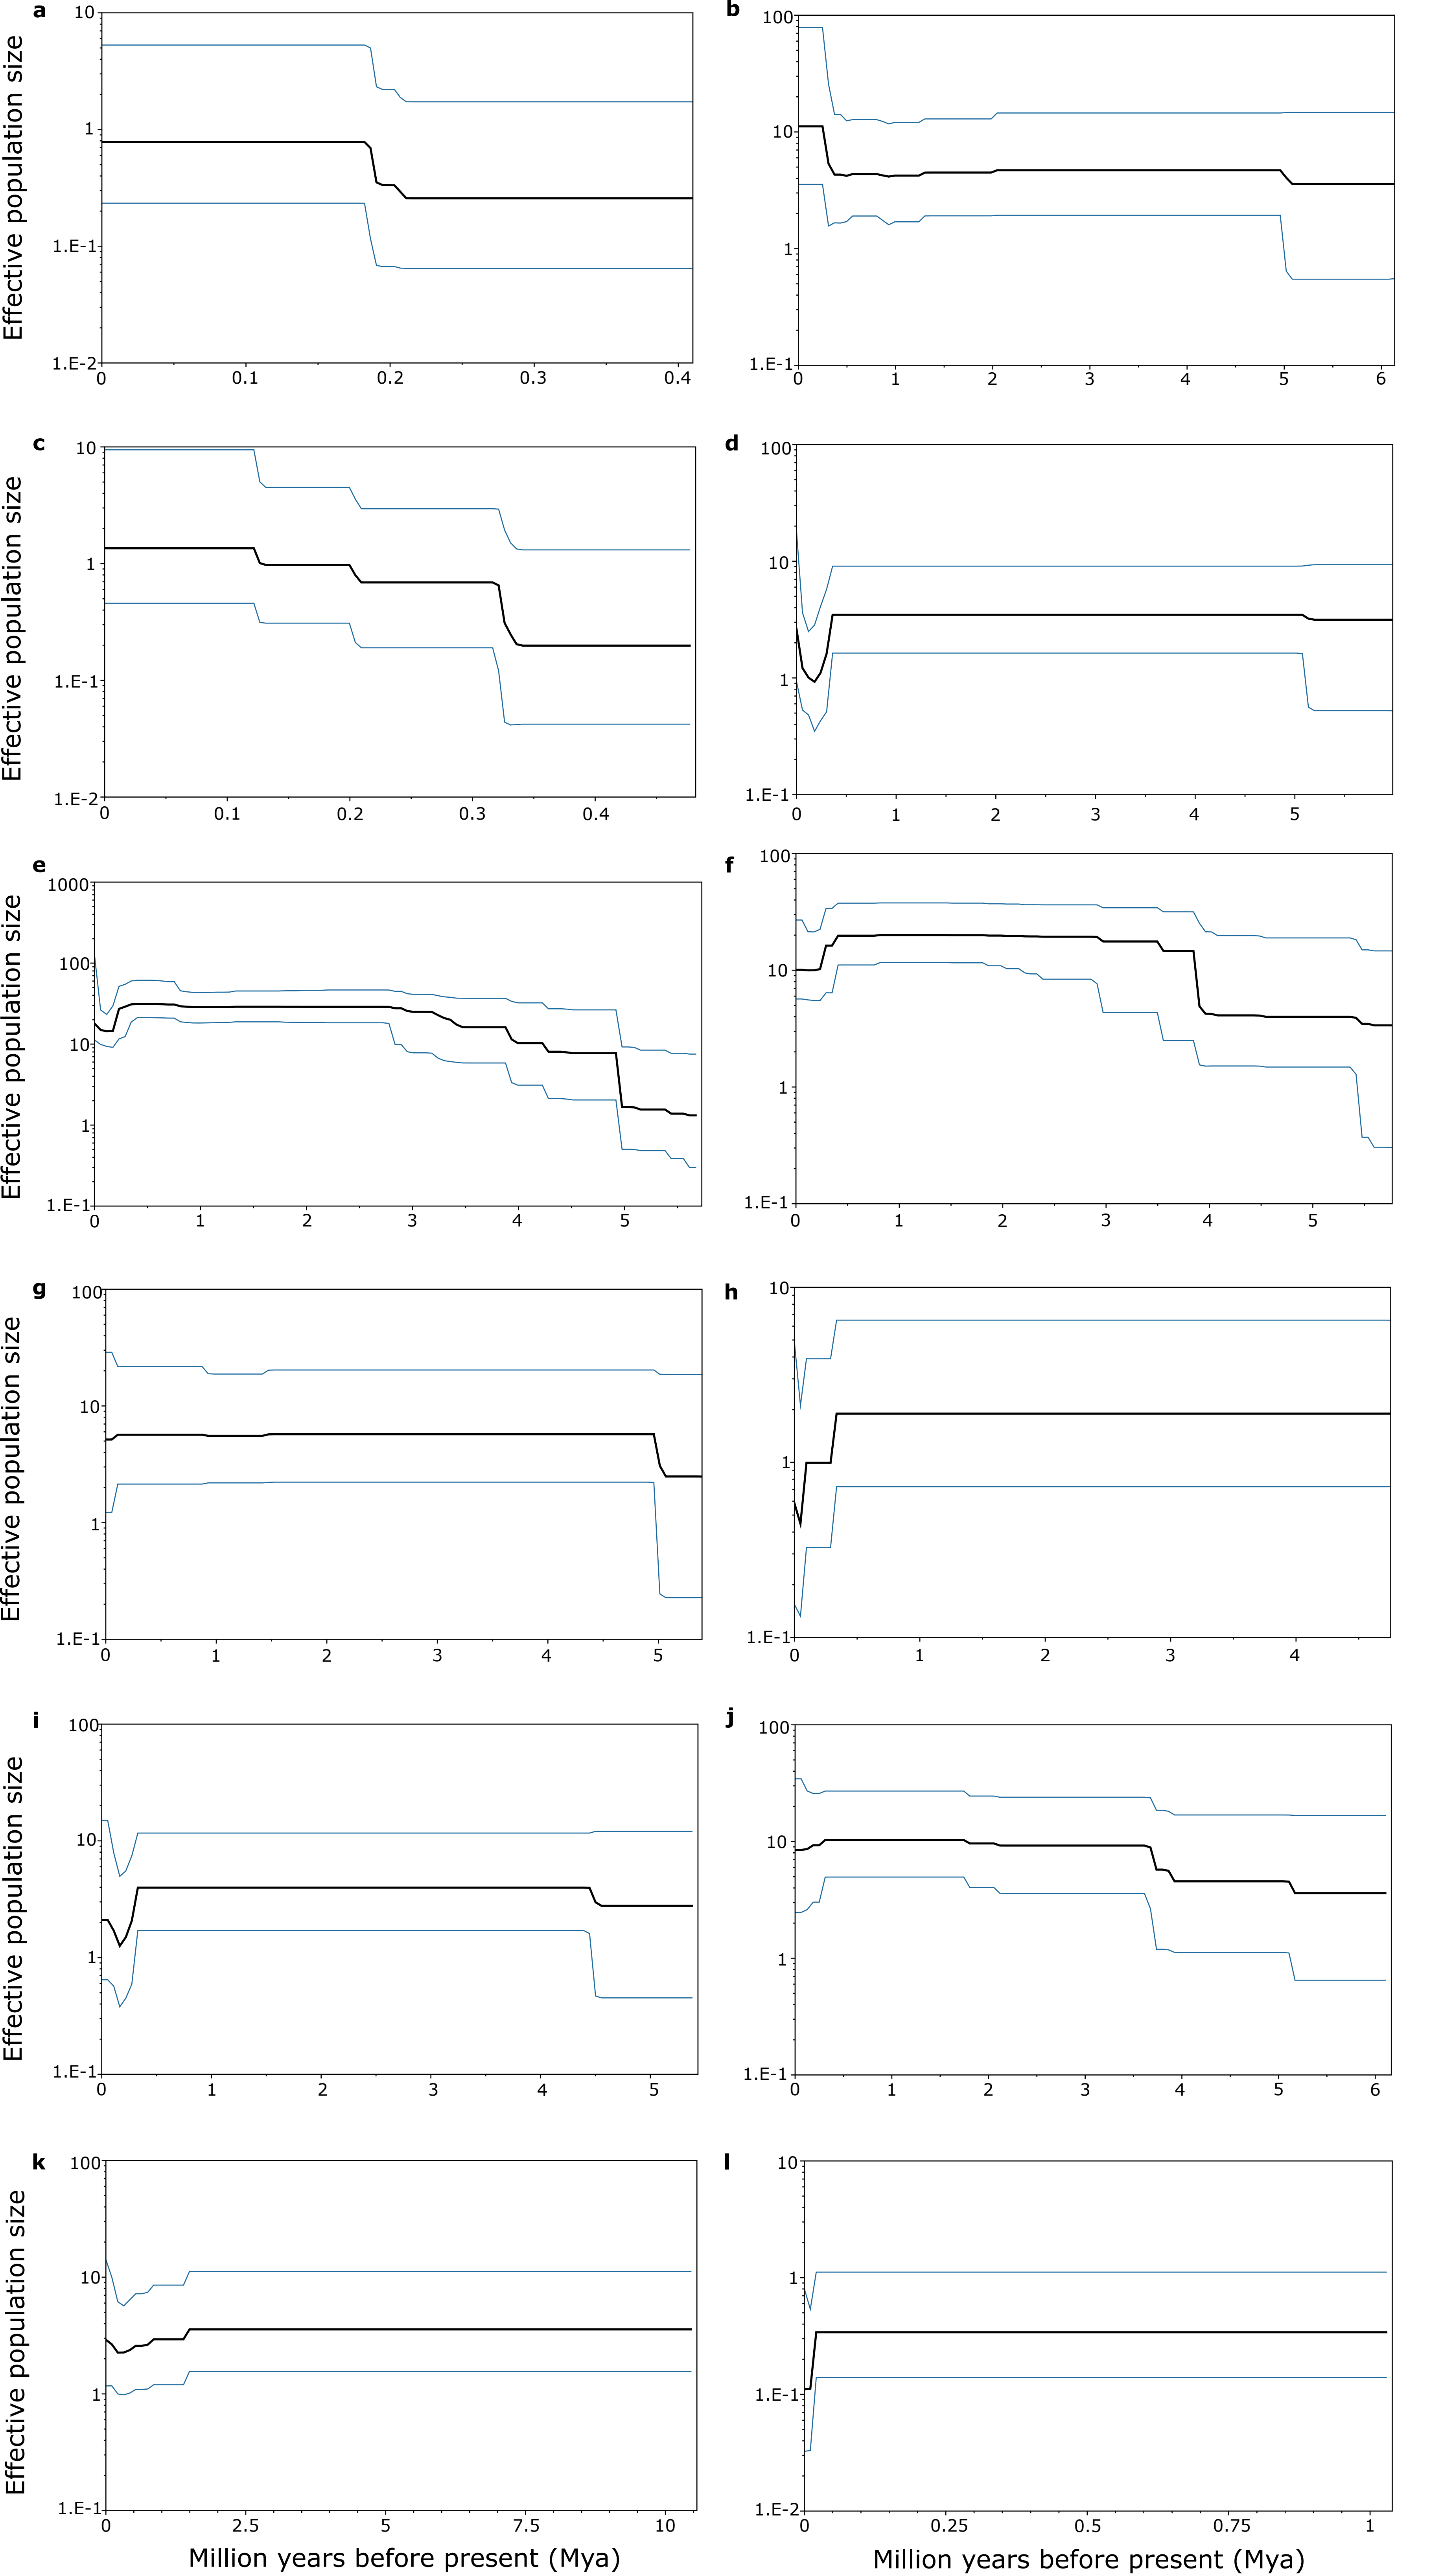 a
b
10
1
1.E-1
1.E-2
0
0.1
0.2
0.3
0.4
Effective population size
100
10
1
1.E-1
0
1
2
3
4
5
6
c
d
10
1
1.E-1
1.E-2
0
0.1
0.2
0.3
0.4
Effective population size
100
10
1
1.E-1
0
1
2
3
4
5
e
f
1000
100
10
1
1.E-1
0
1
2
3
4
5
Effective population size
100
10
1
1.E-1
0
1
2
3
4
5
g
h
100
10
1
1.E-1
0
1
2
3
4
5
Effective population size
10
1
1.E-1
0
1
2
3
4
i
j
100
10
1
1.E-1
0
1
2
3
4
5
Effective population size
100
10
1
1.E-1
0
1
2
3
4
5
6
k
l
100
10
1
1.E-1
0
2.5
5
7.5
10
Effective population size
Million years before present (Mya)
10
1
1.E-1
1.E-2
0
0.25
0.5
0.75
1
Million years before present (Mya)